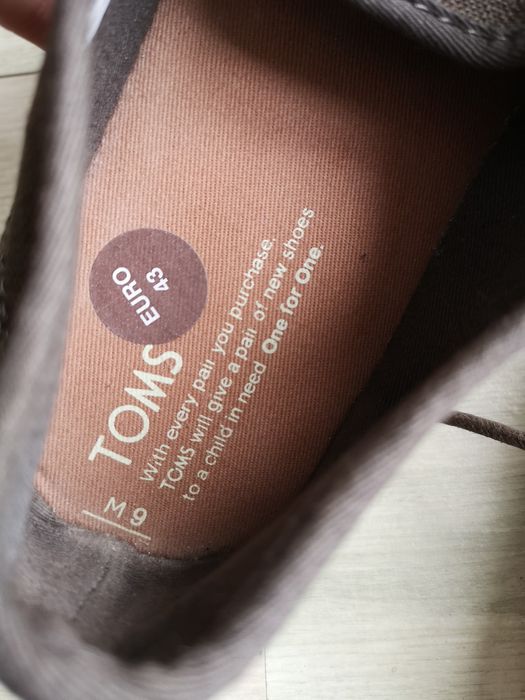 EURO
43
TOMS
With every pair you purchase,
TOMS will give a pair of new shoes
to a child in need One for One.
M 9